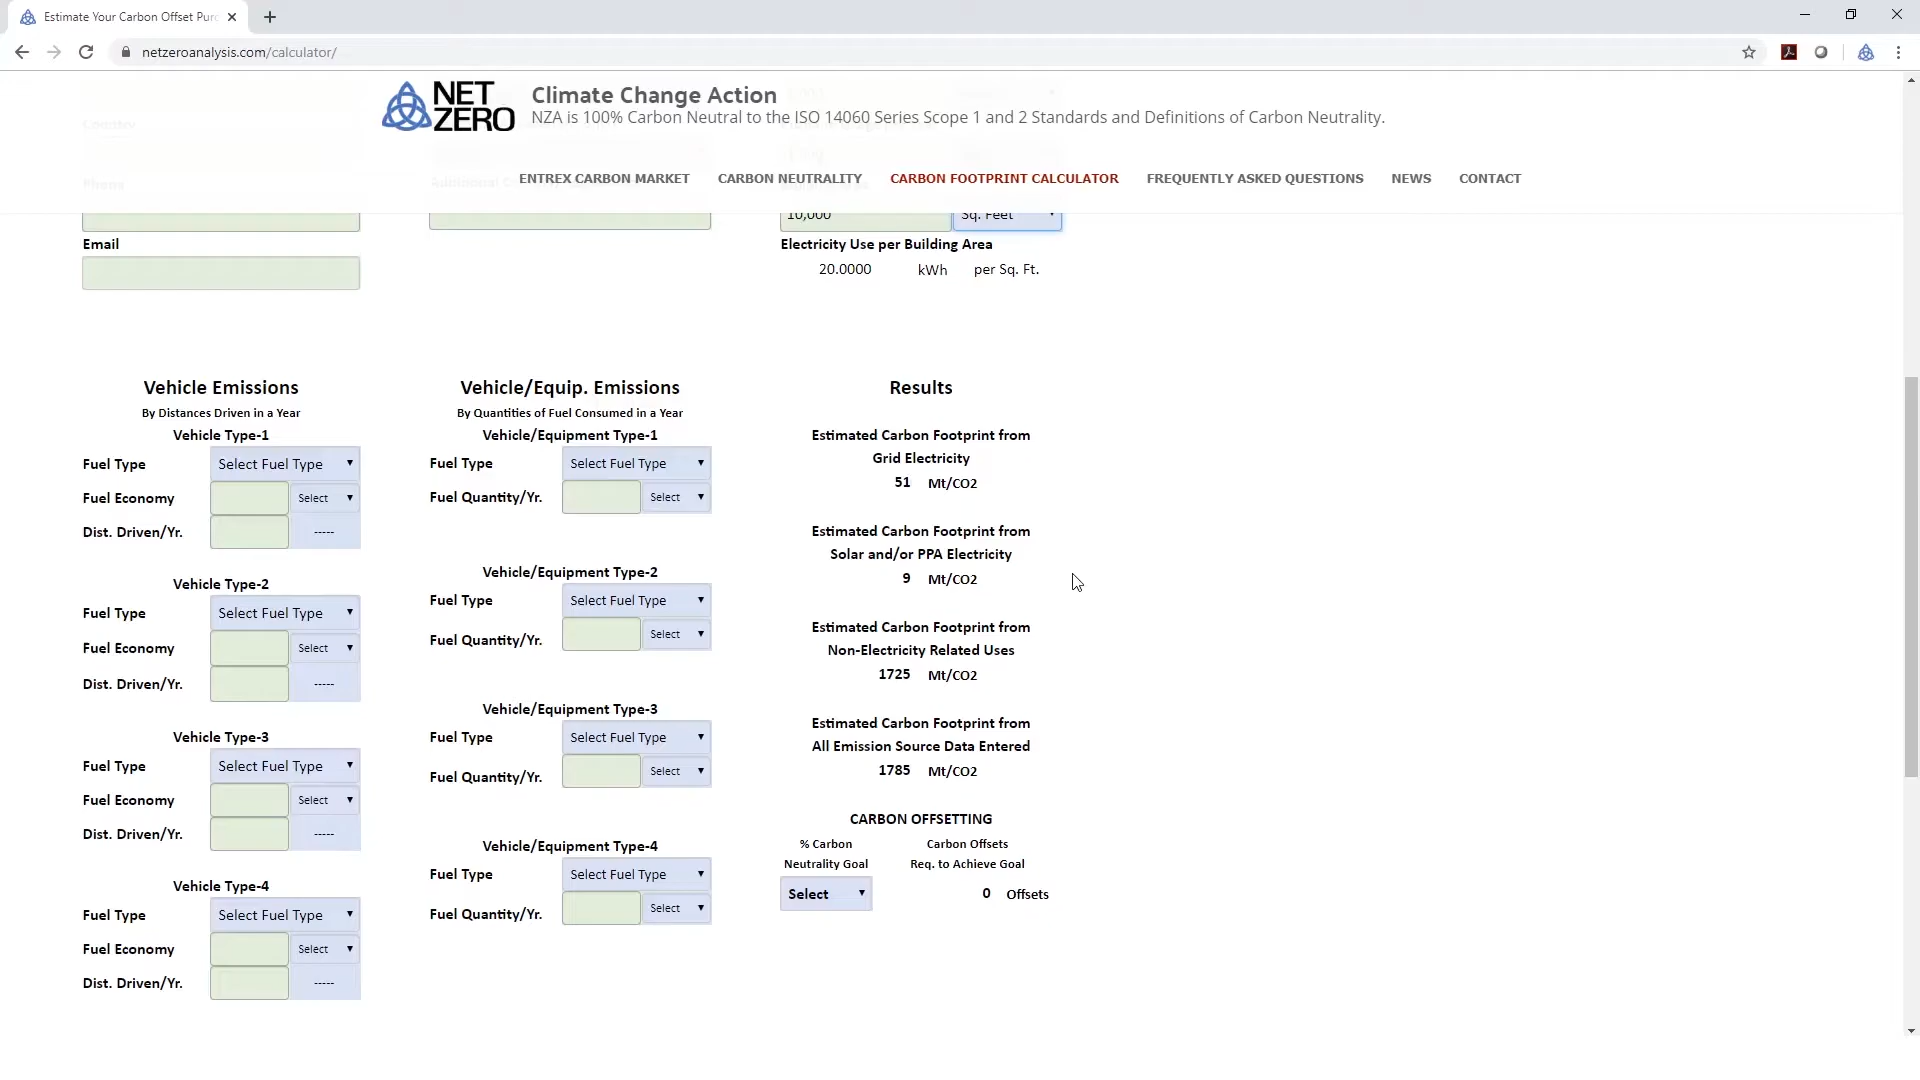 Estimate Your Carbon Offset Pur
netzeroanalysis.com/calculator/
NET ZERO
Climate Change Action
NZA is 100% Carbon Neutral to the ISO 14060 Series Scope 1 and 2 Standards and Definitions of Carbon Neutrality.
Country
Phone
ENTREX CARBON MARKET CARBON NEUTRALITY CARBON FOOTPRINT CALCULATOR FREQUENTLY ASKED QUESTIONS NEWS CONTACT
10,000 Sq. Feet
Email
Electricity Use per Building Area
20.0000 kWh per Sq. Ft.
Vehicle Emissions
By Distances Driven in a Year
Vehicle Type-1
Fuel Type Select Fuel Type
Fuel Economy Select
Dist. Driven/Yr. -----
Vehicle Type-2
Fuel Type Select Fuel Type
Fuel Economy Select
Dist. Driven/Yr. -----
Vehicle Type-3
Fuel Type Select Fuel Type
Fuel Economy Select
Dist. Driven/Yr. -----
Vehicle Type-4
Fuel Type Select Fuel Type
Fuel Economy Select
Dist. Driven/Yr. -----
Vehicle/Equip. Emissions
By Quantities of Fuel Consumed in a Year
Vehicle/Equipment Type-1
Fuel Type Select Fuel Type
Fuel Quantity/Yr. Select
Vehicle/Equipment Type-2
Fuel Type Select Fuel Type
Fuel Quantity/Yr. Select
Vehicle/Equipment Type-3
Fuel Type Select Fuel Type
Fuel Quantity/Yr. Select
Vehicle/Equipment Type-4
Fuel Type Select Fuel Type
Fuel Quantity/Yr. Select
Results
Estimated Carbon Footprint from
Grid Electricity
51 Mt/CO2
Estimated Carbon Footprint from
Solar and/or PPA Electricity
9 Mt/CO2
Estimated Carbon Footprint from
Non-Electricity Related Uses
1725 Mt/CO2
Estimated Carbon Footprint from
All Emission Source Data Entered
1785 Mt/CO2
CARBON OFFSETTING
% Carbon Carbon Offsets
Neutrality Goal Req. to Achieve Goal
Select 0 Offsets